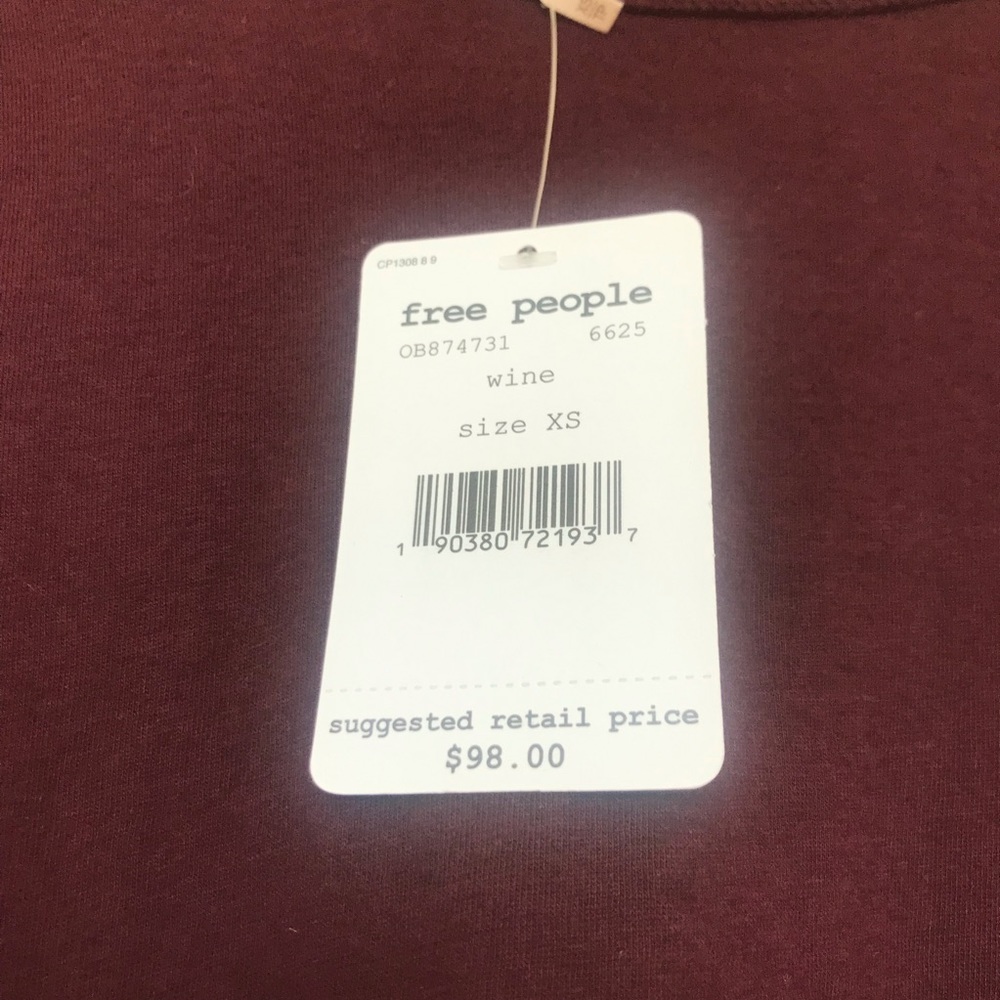 CP1308 8 9
free people
OB874731 6625
wine
size XS
1 90380 72193 7
suggested retail price
$98.00